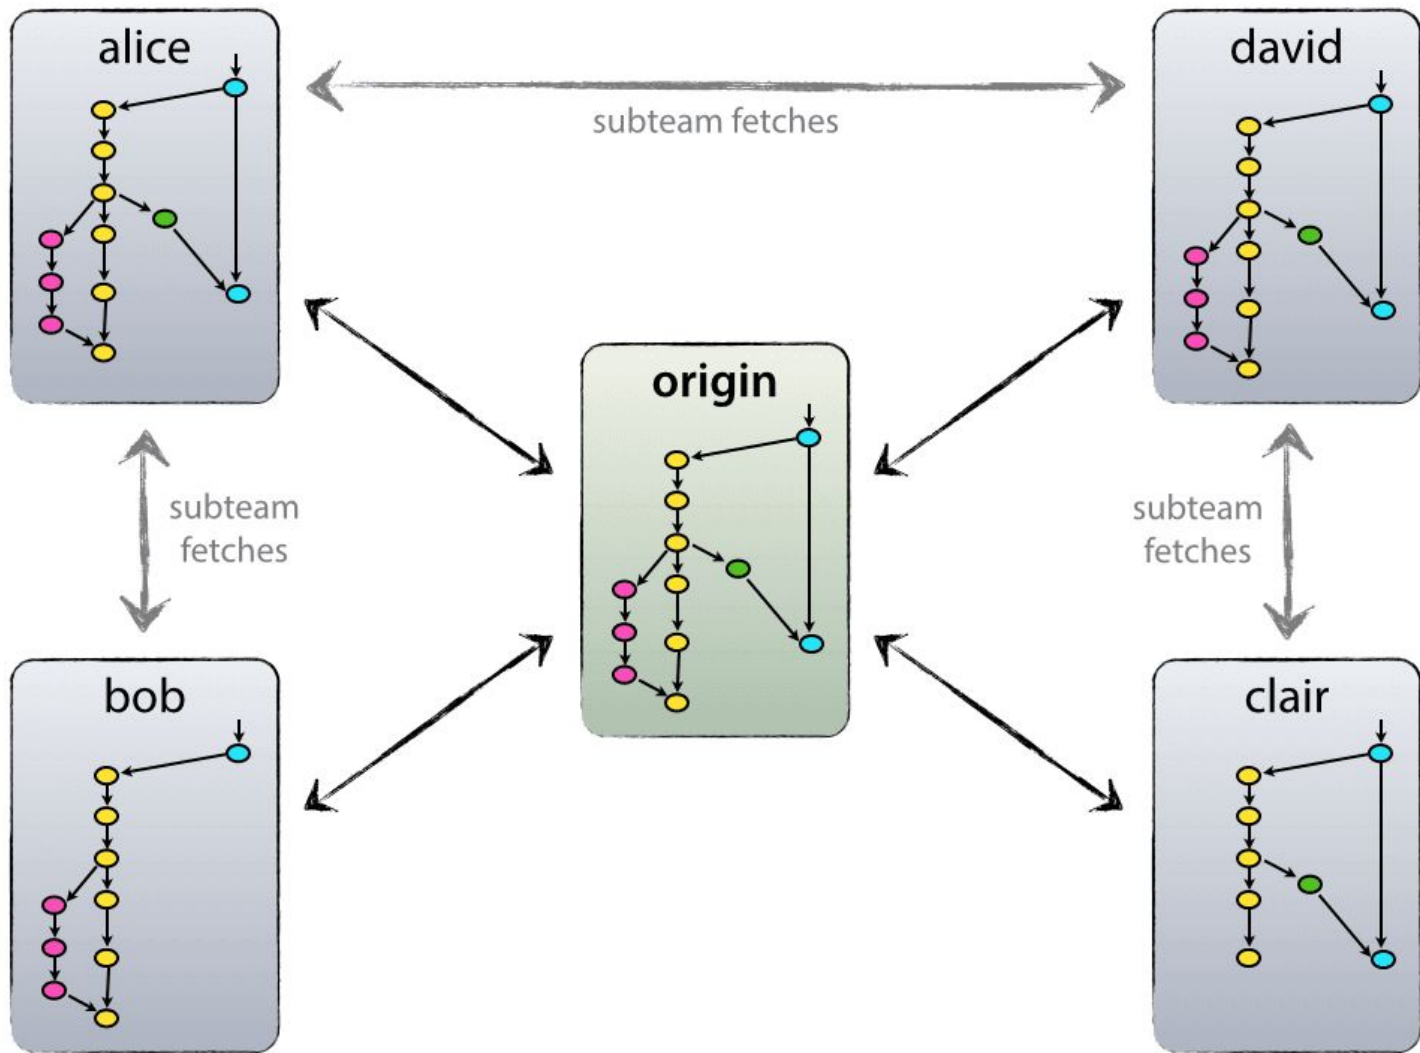 alice
david
subteam fetches
origin
subteam
fetches
subteam
fetches
bob
clair